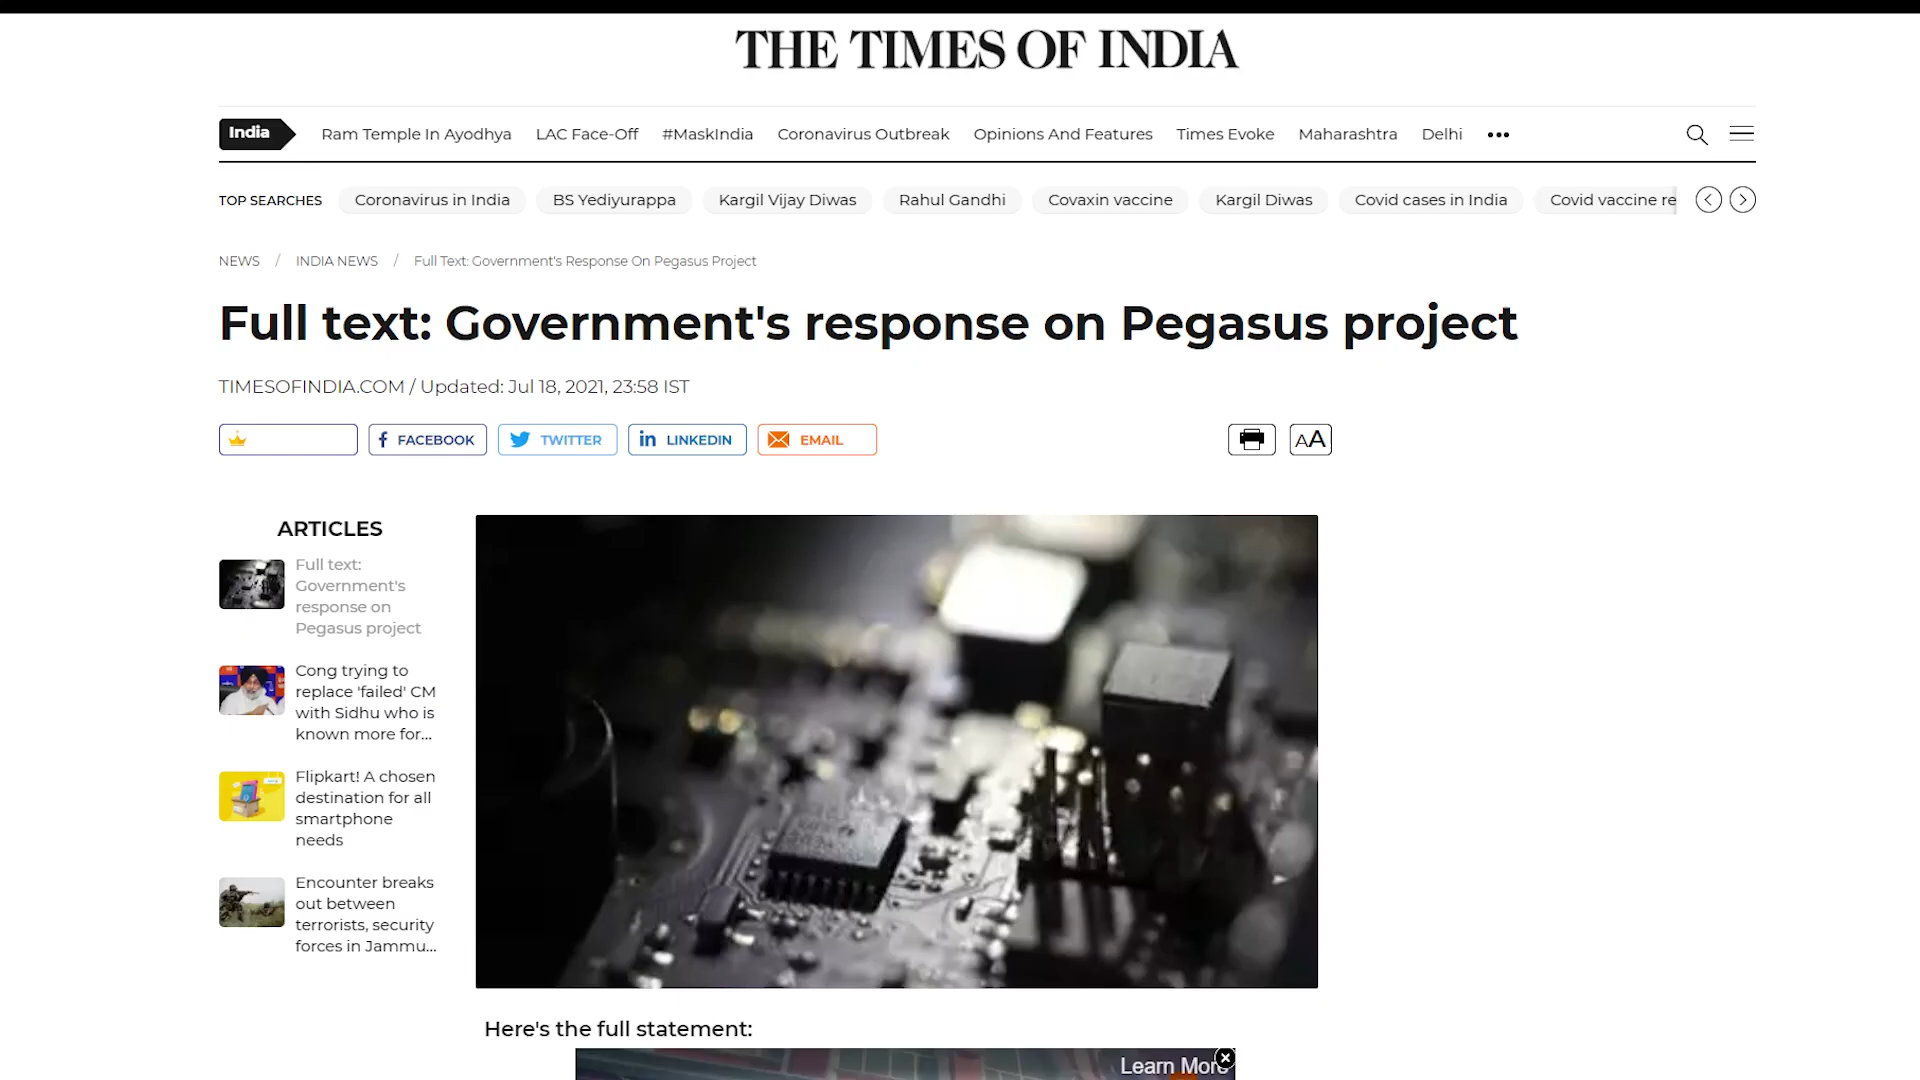 THE TIMES OF INDIA
India
Ram Temple In Ayodhya
LAC Face-Off
#MaskIndia
Coronavirus Outbreak
Opinions And Features
Times Evoke
Maharashtra
Delhi
TOP SEARCHES
Coronavirus in India
BS Yediyurappa
Kargil Vijay Diwas
Rahul Gandhi
Covaxin vaccine
Kargil Diwas
Covid cases in India
Covid vaccine re
NEWS / INDIA NEWS / Full Text: Government's Response On Pegasus Project
Full text: Government's response on Pegasus project
TIMESOFINDIA.COM / Updated: Jul 18, 2021, 23:58 IST
FACEBOOK
TWITTER
in LINKEDIN
EMAIL
AA
ARTICLES
Full text:
Government's
response on
Pegasus project
Cong trying to
replace 'failed' CM
with Sidhu who is
known more for...
Flipkart! A chosen
destination for all
smartphone
needs
Encounter breaks
out between
terrorists, security
forces in Jammu...
Here's the full statement:
Learn More